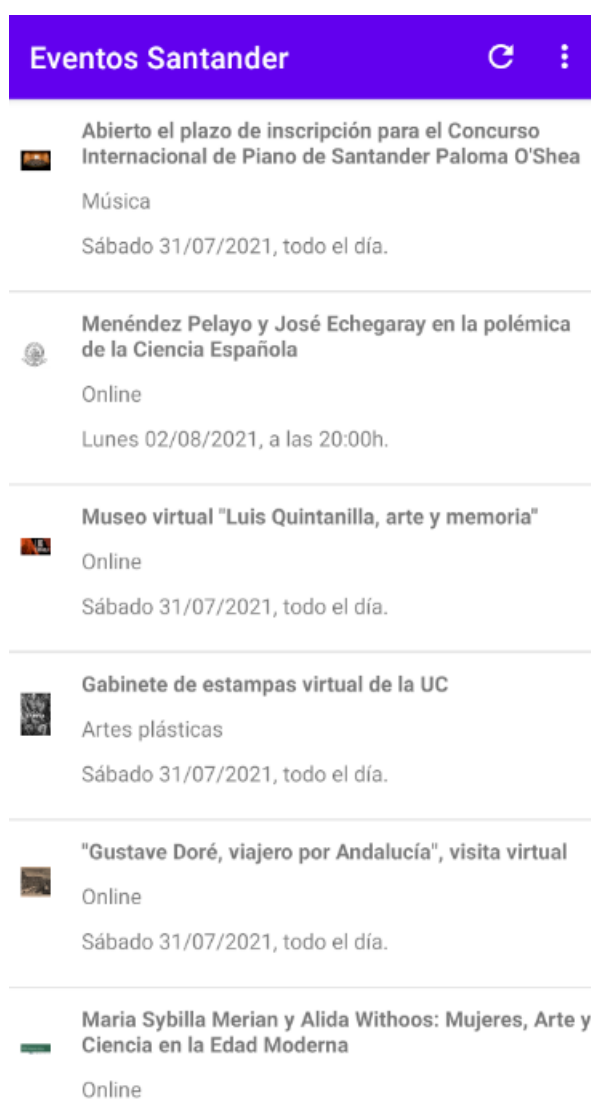 Eventos Santander
Abierto el plazo de inscripción para el Concurso
Internacional de Piano de Santander Paloma O'Shea
Música
Sábado 31/07/2021, todo el día.
Menéndez Pelayo y José Echegaray en la polémica
de la Ciencia Española
Online
Lunes 02/08/2021, a las 20:00h.
Museo virtual "Luis Quintanilla, arte y memoria"
Online
Sábado 31/07/2021, todo el día.
Gabinete de estampas virtual de la UC
Artes plásticas
Sábado 31/07/2021, todo el día.
"Gustave Doré, viajero por Andalucía", visita virtual
Online
Sábado 31/07/2021, todo el día.
Maria Sybilla Merian y Alida Withoos: Mujeres, Arte y
Ciencia en la Edad Moderna
Online